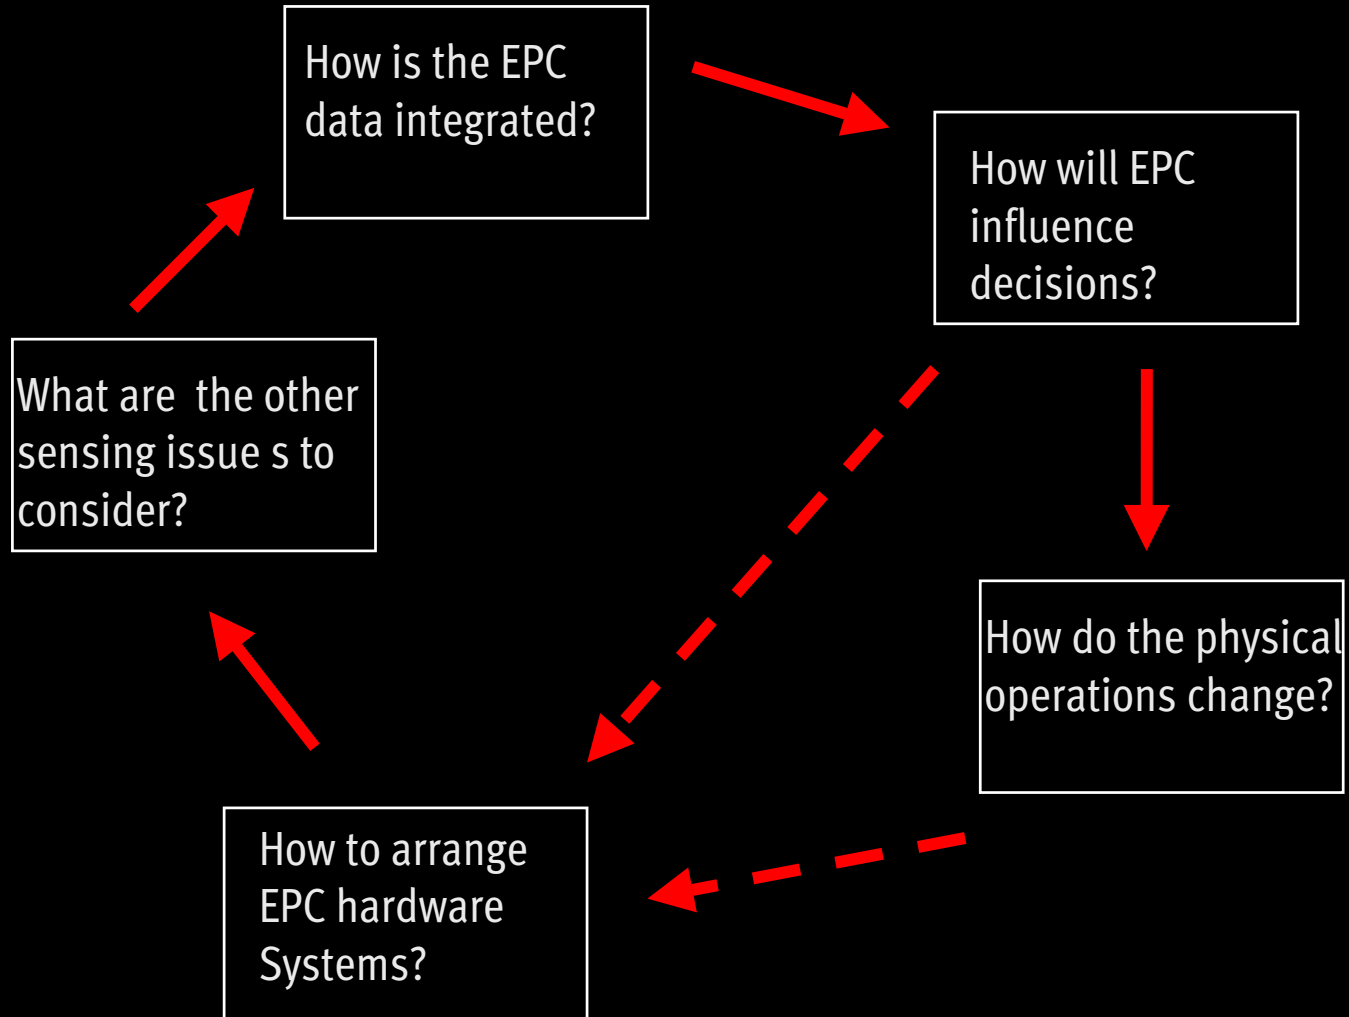 How is the EPC
data integrated?
How will EPC
influence
decisions?
What are  the other
sensing issue s to
consider?
How do the physical
operations change?
How to arrange
EPC hardware
Systems?